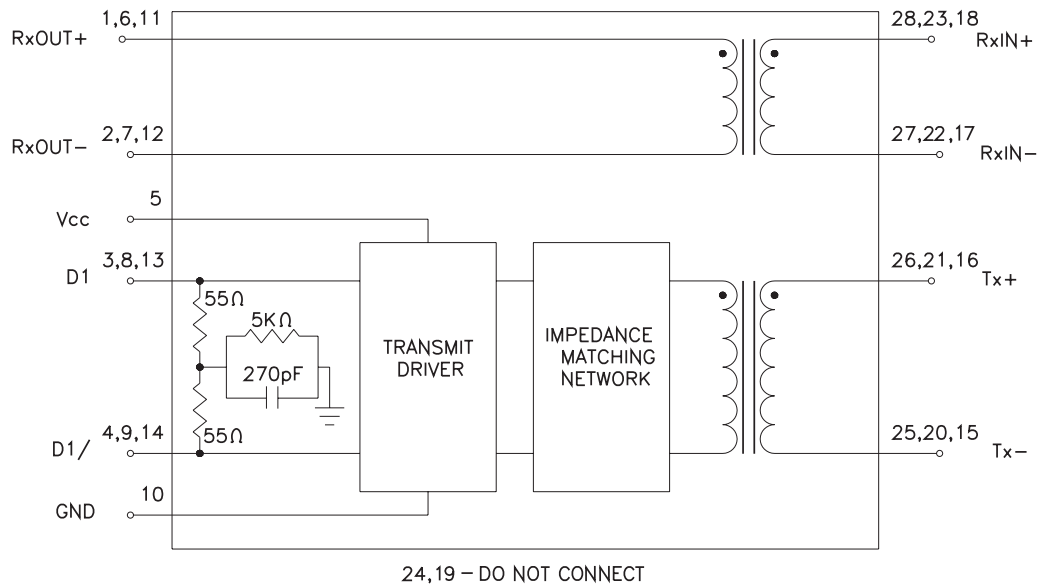 1,6,11
RxOUT+
28,23,18
RxIN+
2,7,12
RxOUT-
27,22,17
RxIN-
5
Vcc
3,8,13
D1
26,21,16
Tx+
55Ω
5KΩ
270pF
55Ω
TRANSMIT
DRIVER
IMPEDANCE
MATCHING
NETWORK
4,9,14
D1/
25,20,15
Tx-
10
GND
24,19 - DO NOT CONNECT